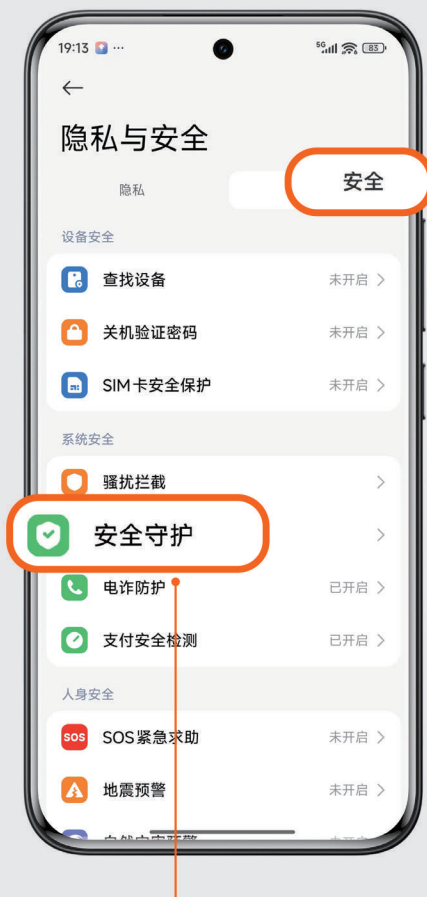 19:13 ... 5G 83
隐私与安全
隐私 安全
设备安全
查找设备 未开启
关机验证密码 未开启
SIM卡安全保护 未开启
系统安全
骚扰拦截
安全守护
电诈防护 已开启
支付安全检测 已开启
人身安全
SOS SOS紧急求助 未开启
地震预警 未开启